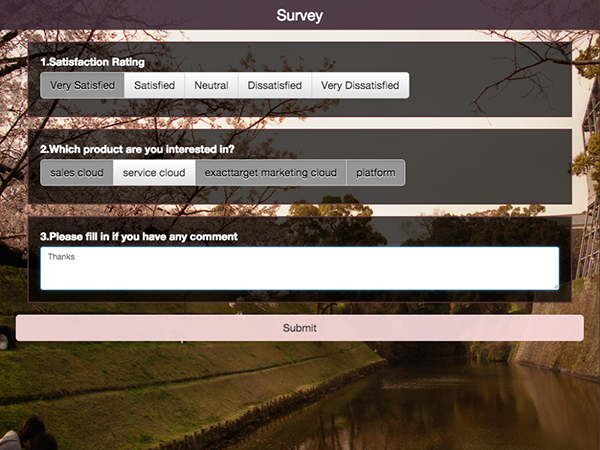 Survey
1.Satisfaction Rating
Very Satisfied Satisfied Neutral Dissatisfied Very Dissatisfied
2.Which product are you interested in?
sales cloud service cloud exacttarget marketing cloud platform
3.Please fill in if you have any comment
Thanks
Submit